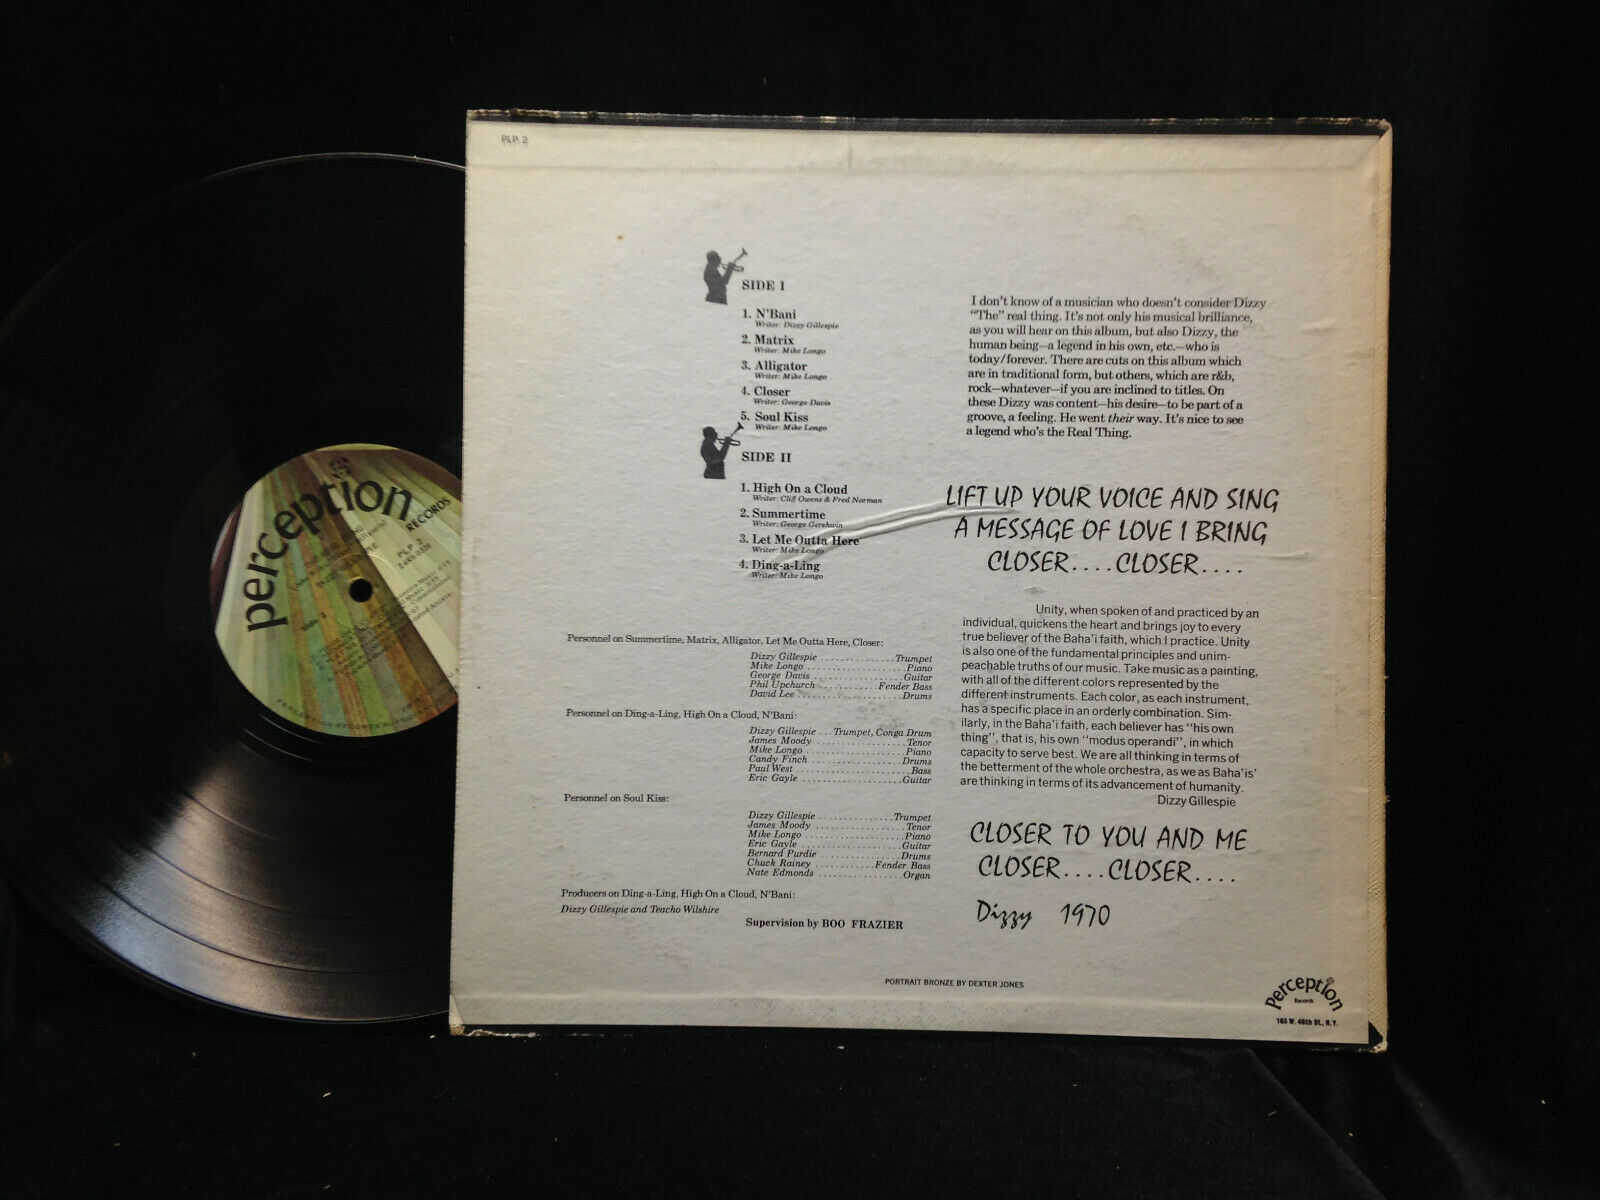 PLP 2
SIDE I
1. N'Bani
Writer: Dizzy Gillespie
2. Matrix
Writer: Mike Longo
3. Alligator
Writer: Mike Longo
4. Closer
Writer: George Davis
5. Soul Kiss
Writer: Mike Longo
SIDE II
1. High On a Cloud
Writer: Cliff Owens & Fred Norman
2. Summertime
Writer: George Gershwin
3. Let Me Outta Here
Writer: Mike Longo
4. Ding-a-Ling
Writer: Mike Longo
Personnel on Summertime, Matrix, Alligator, Let Me Outta Here, Closer:
Dizzy Gillespie . . . . . . . . . . . . . . Trumpet
Mike Longo . . . . . . . . . . . . . . . . . . Piano
George Davis . . . . . . . . . . . . . . . . Guitar
Phil Upchurch . . . . . . . . . . . Fender Bass
David Lee . . . . . . . . . . . . . . . . . . . Drums
Personnel on Ding-a-Ling, High On a Cloud, N'Bani:
Dizzy Gillespie . . . Trumpet, Conga Drum
James Moody . . . . . . . . . . . . . . . . Tenor
Mike Longo . . . . . . . . . . . . . . . . . . Piano
Candy Finch . . . . . . . . . . . . . . . . . Drums
Paul West . . . . . . . . . . . . . . . . . . . . Bass
Eric Gayle . . . . . . . . . . . . . . . . . . Guitar
Personnel on Soul Kiss:
Dizzy Gillespie . . . . . . . . . . . . . . Trumpet
James Moody . . . . . . . . . . . . . . . . Tenor
Mike Longo . . . . . . . . . . . . . . . . . . Piano
Eric Gayle . . . . . . . . . . . . . . . . . . Guitar
Bernard Purdie . . . . . . . . . . . . . . . Drums
Chuck Rainey . . . . . . . . . . . Fender Bass
Nate Edmonds . . . . . . . . . . . . . . . . Organ
Producers on Ding-a-Ling, High On a Cloud, N'Bani:
Dizzy Gillespie and Teacho Wilshire
Supervision by BOO FRAZIER
I don't know of a musician who doesn't consider Dizzy
"The" real thing. It's not only his musical brilliance,
as you will hear on this album, but also Dizzy, the
human being—a legend in his own, etc.—who is
today/forever. There are cuts on this album which
are in traditional form, but others, which are r&b,
rock—whatever—if you are inclined to titles. On
these Dizzy was content—his desire—to be part of a
groove, a feeling. He went their way. It's nice to see
a legend who's the Real Thing.
LIFT UP YOUR VOICE AND SING
A MESSAGE OF LOVE I BRING
CLOSER....CLOSER....
Unity, when spoken of and practiced by an
individual, quickens the heart and brings joy to every
true believer of the Baha'i faith, which I practice. Unity
is also one of the fundamental principles and unim-
peachable truths of our music. Take music as a painting,
with all of the different colors represented by the
different instruments. Each color, as each instrument,
has a specific place in an orderly combination. Sim-
ilarly, in the Baha'i faith, each believer has "his own
thing", that is, his own "modus operandi", in which
capacity to serve best. We are all thinking in terms of
the betterment of the whole orchestra, as we as Baha'is'
are thinking in terms of its advancement of humanity.
Dizzy Gillespie
CLOSER TO YOU AND ME
CLOSER....CLOSER....
Dizzy 1970
PORTRAIT BRONZE BY DEXTER JONES
Perception
Records
165 W. 46th St., N.Y.
perception
RECORDS
PLP 2